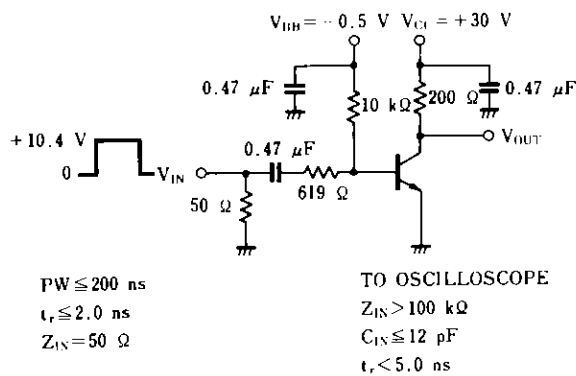 V_BB = -0.5 V V_CC = +30 V
0.47 μF
10 kΩ
200 Ω
0.47 μF
+10.4 V
0
V_IN
0.47 μF
619 Ω
50 Ω
V_OUT
PW ≦ 200 ns
t_r ≦ 2.0 ns
Z_IN = 50 Ω
TO OSCILLOSCOPE
Z_IN > 100 kΩ
C_IN ≦ 12 pF
t_r < 5.0 ns